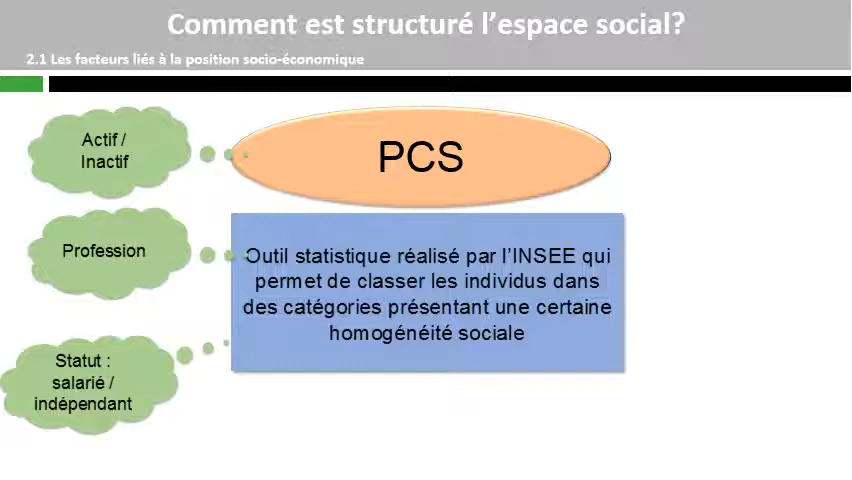 Comment est structuré l'espace social?
2.1 Les facteurs liés à la position socio-économique
Actif /
Inactif
PCS
Profession
Outil statistique réalisé par l'INSEE qui
permet de classer les individus dans
des catégories présentant une certaine
homogénéité sociale
Statut :
salarié /
indépendant